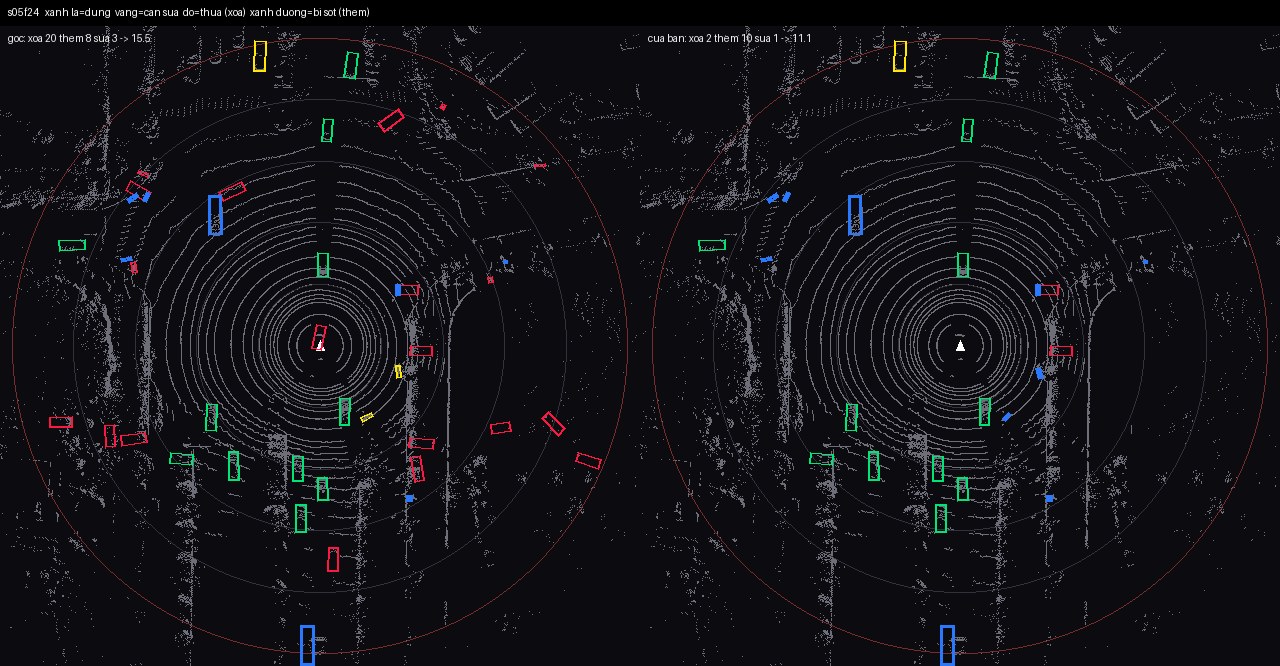 s05f24 xanh la=dung vang=can sua do=thua (xoa) xanh duong=bi sot (them)
goc: xoa 20 them 8 sua 3 -> 15.5
cua ban: xoa 2 them 10 sua 1 -> 11.1